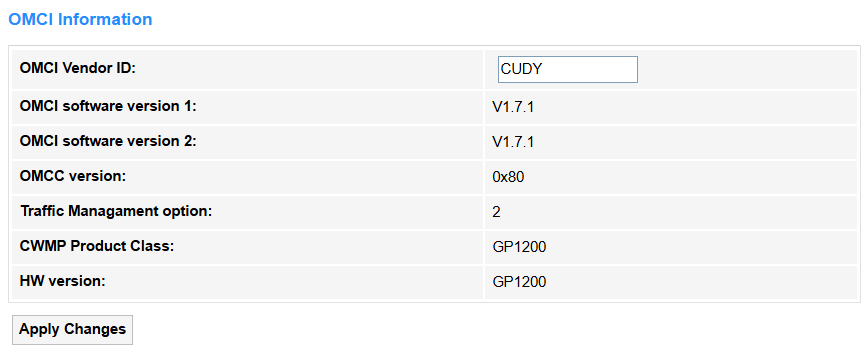 OMCI Information
OMCI Vendor ID: CUDY
OMCI software version 1: V1.7.1
OMCI software version 2: V1.7.1
OMCC version: 0x80
Traffic Managament option: 2
CWMP Product Class: GP1200
HW version: GP1200
Apply Changes